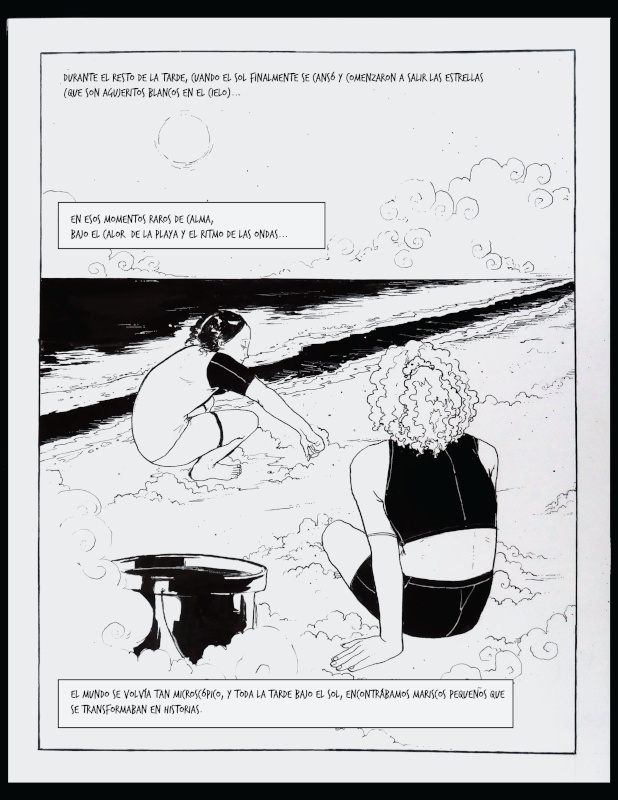 DURANTE EL RESTO DE LA TARDE, CUANDO EL SOL FINALMENTE SE CANSÓ Y COMENZARON A SALIR LAS ESTRELLAS
(QUE SON AGUJERITOS BLANCOS EN EL CIELO)...
EN ESOS MOMENTOS RAROS DE CALMA,
BAJO EL CALOR DE LA PLAYA Y EL RITMO DE LAS ONDAS...
EL MUNDO SE VOLVÍA TAN MICROSCÓPICO, Y TODA LA TARDE BAJO EL SOL, ENCONTRÁBAMOS MARISCOS PEQUEÑOS QUE
SE TRANSFORMABAN EN HISTORIAS.